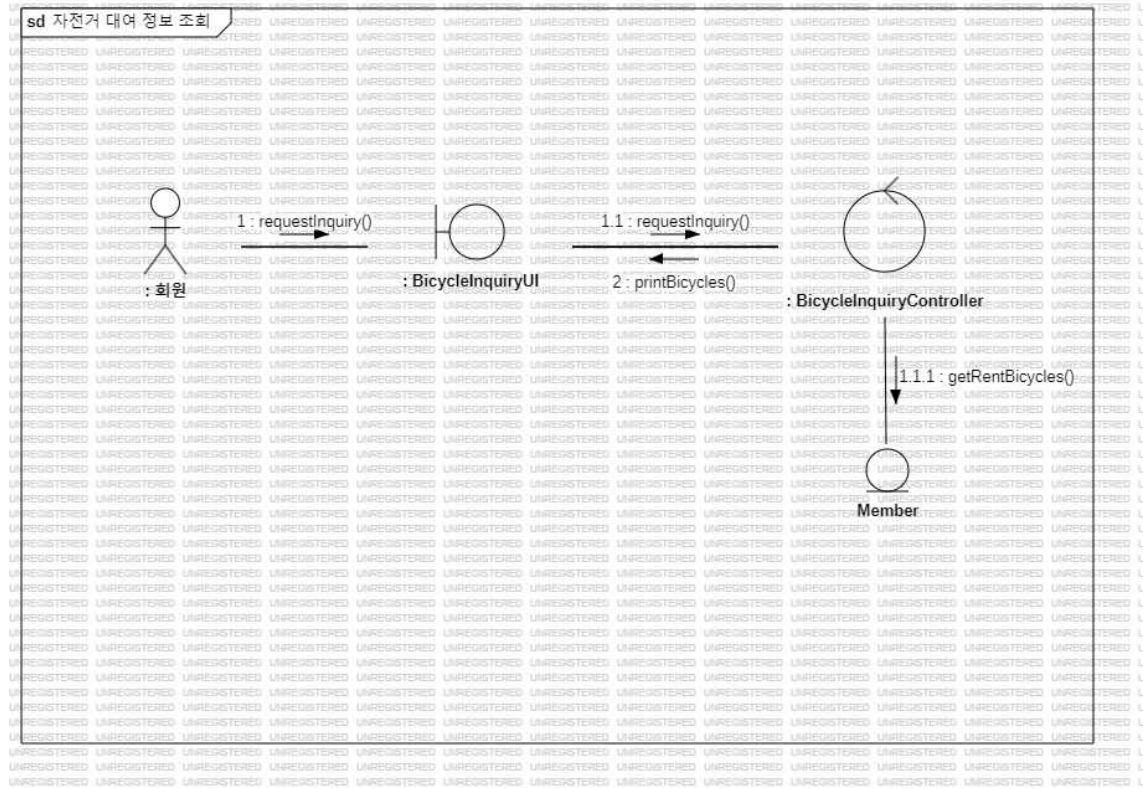 sd 자전거 대여 정보 조회
1 : requestInquiry()
1.1 : requestInquiry()
: 회원
: BicycleInquiryUI
2 : printBicycles()
: BicycleInquiryController
1.1.1 : getRentBicycles()
Member
UNREGISTERED